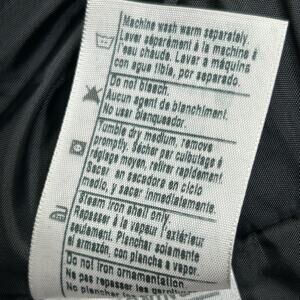 Machine wash warm separately.
Laver séparément à la machine à
l'eau chaude. Lavar a máquina
con agua tibia, por separado.
Do not bleach.
Aucun agent de blanchiment.
No usar blanqueador.
Tumble dry medium, remove
promptly. Sécher par culbutage à
réglage moyen, retirer rapidement.
Secar en secadora en ciclo
medio, y sacar inmediatamente.
Steam iron shell only.
Repasser à la vapeur l'extérieur
seulement. Planchar solamente
el armazón, con plancha a vapor.
Do not iron ornamentation.
Ne pas repasser les
No planchar